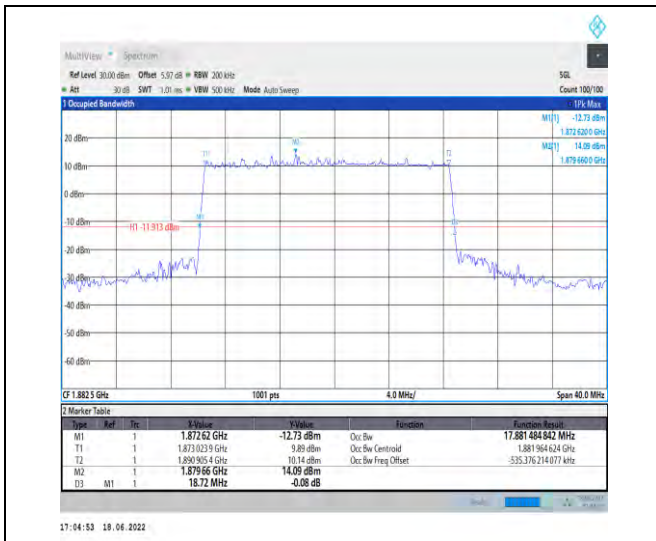 MultiView Spectrum
Ref Level 30.00 dBm Offset 5.97 dB RBW 200 kHz SGL
Att 30 dB SWT 1.01 ms VBW 500 kHz Mode Auto Sweep Count 100/100
1 Occupied Bandwidth 1Pk Max
M1[1] -12.73 dBm
1.872 620 0 GHz
M2[1] 14.09 dBm
1.879 660 0 GHz
20 dBm
T1 M2 T2
10 dBm
0 dBm
-10 dBm
M1
H1 -11.913 dBm
-20 dBm
-30 dBm
-40 dBm
-50 dBm
-60 dBm
CF 1.882 5 GHz 1001 pts 4.0 MHz/ Span 40.0 MHz
2 Marker Table
Type Ref Trc X-Value Y-Value Function Function Result
M1 1 1.872 62 GHz -12.73 dBm Occ Bw 17.881 484 842 MHz
T1 1 1.873 023 9 GHz 9.89 dBm Occ Bw Centroid 1.881 964 624 GHz
T2 1 1.890 905 4 GHz 10.14 dBm Occ Bw Freq Offset -535.376 214 077 kHz
M2 1 1.879 66 GHz 14.09 dBm
D3 M1 1 18.72 MHz -0.08 dB
17:04:53 18.06.2022